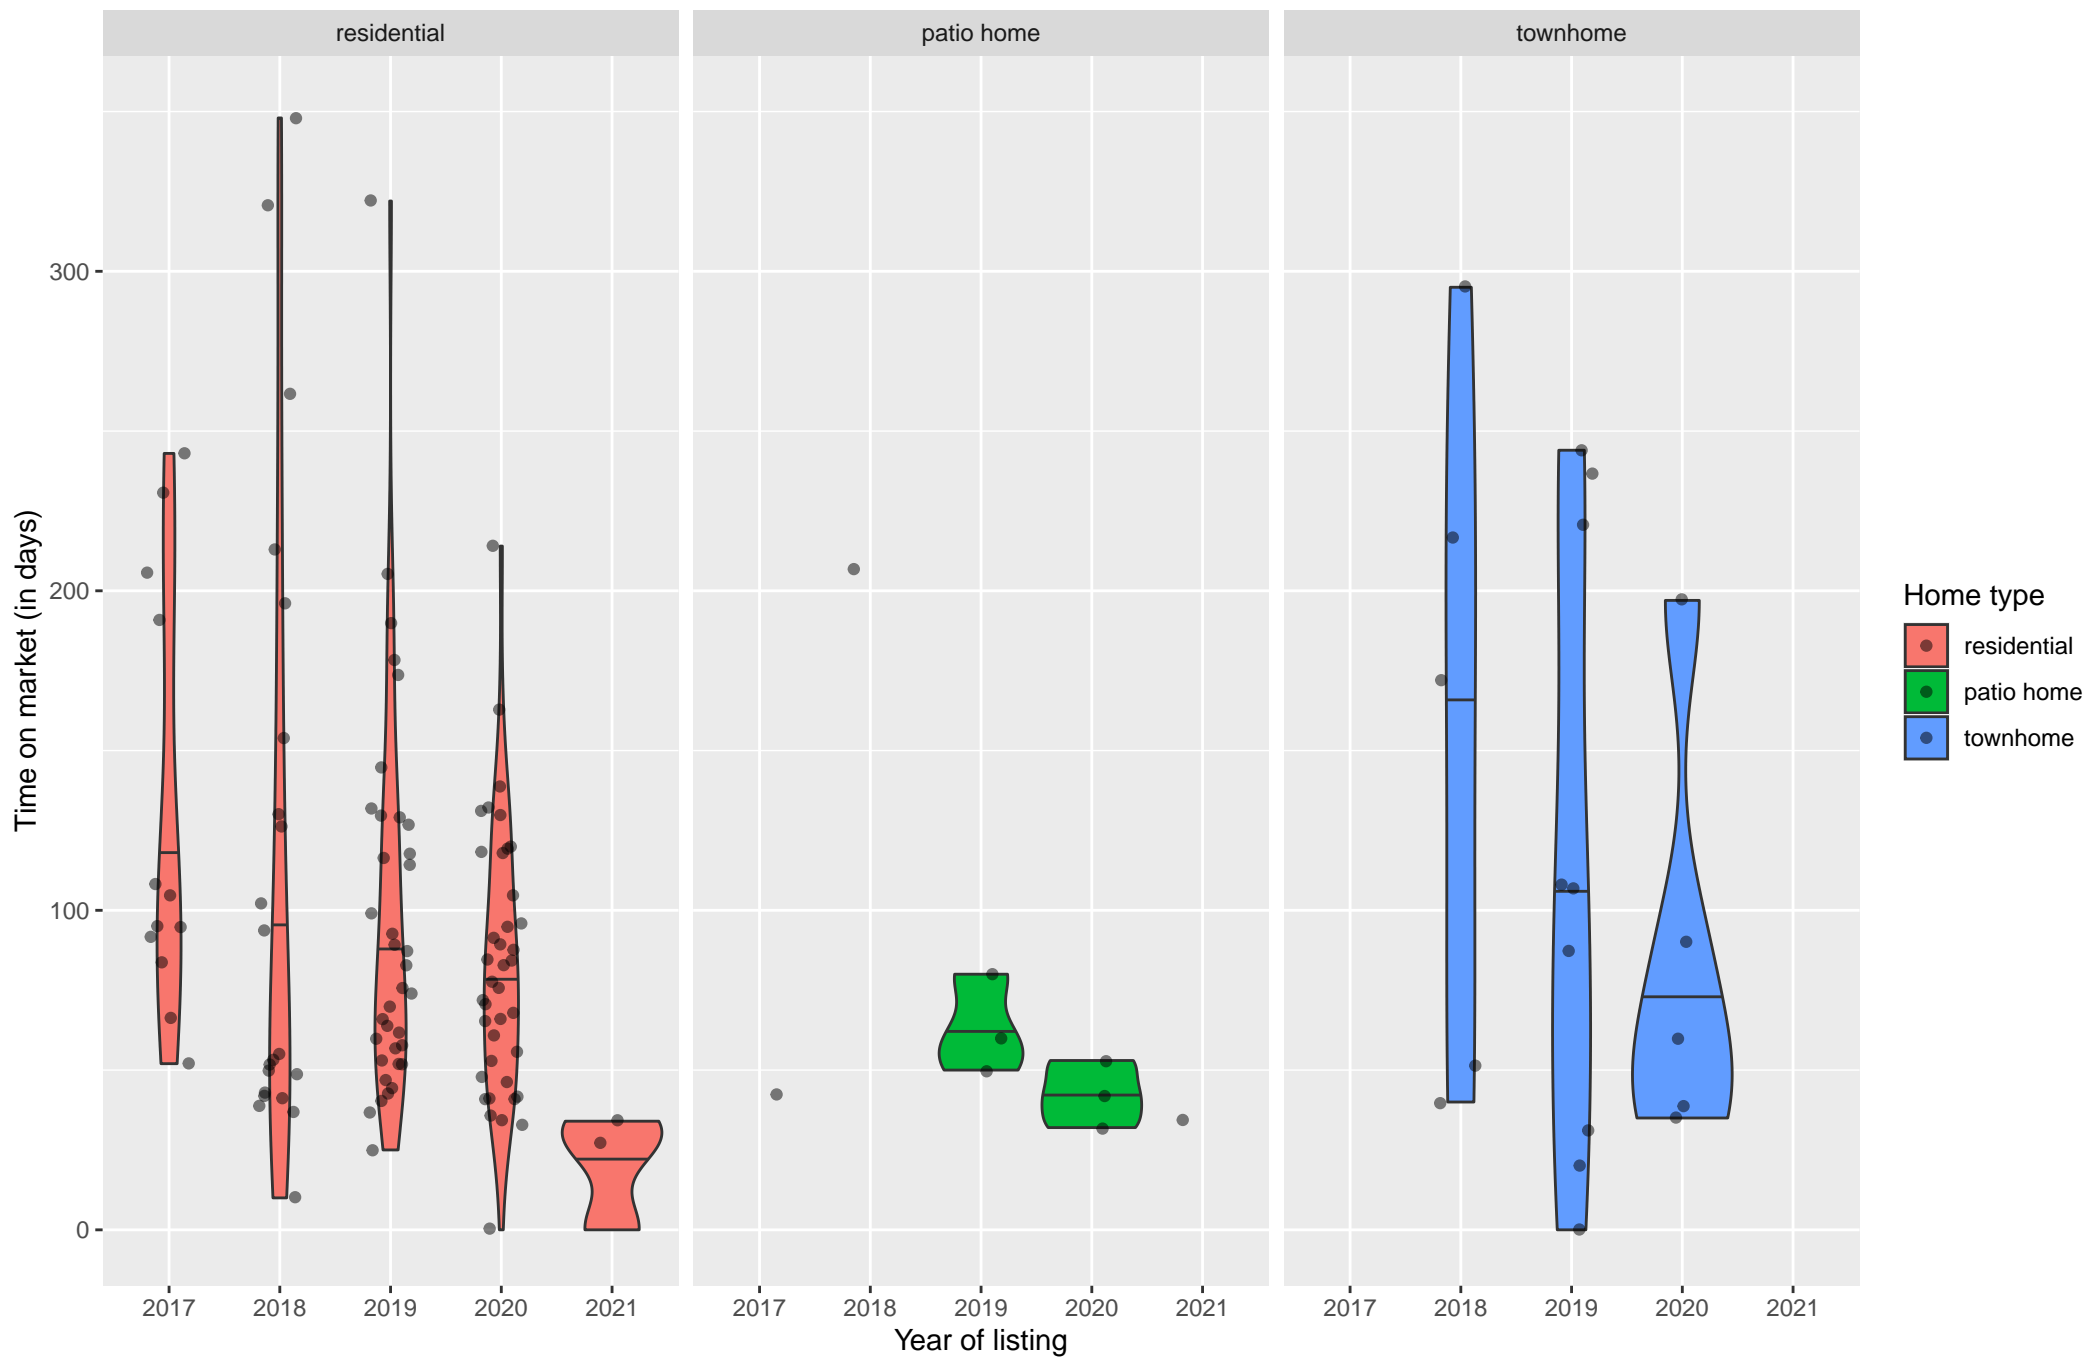 residential patio home townhome
Time on market (in days)
300
200
100
0
2017 2018 2019 2020 2021 2017 2018 2019 2020 2021 2017 2018 2019 2020 2021
Year of listing
Home type
residential
patio home
townhome